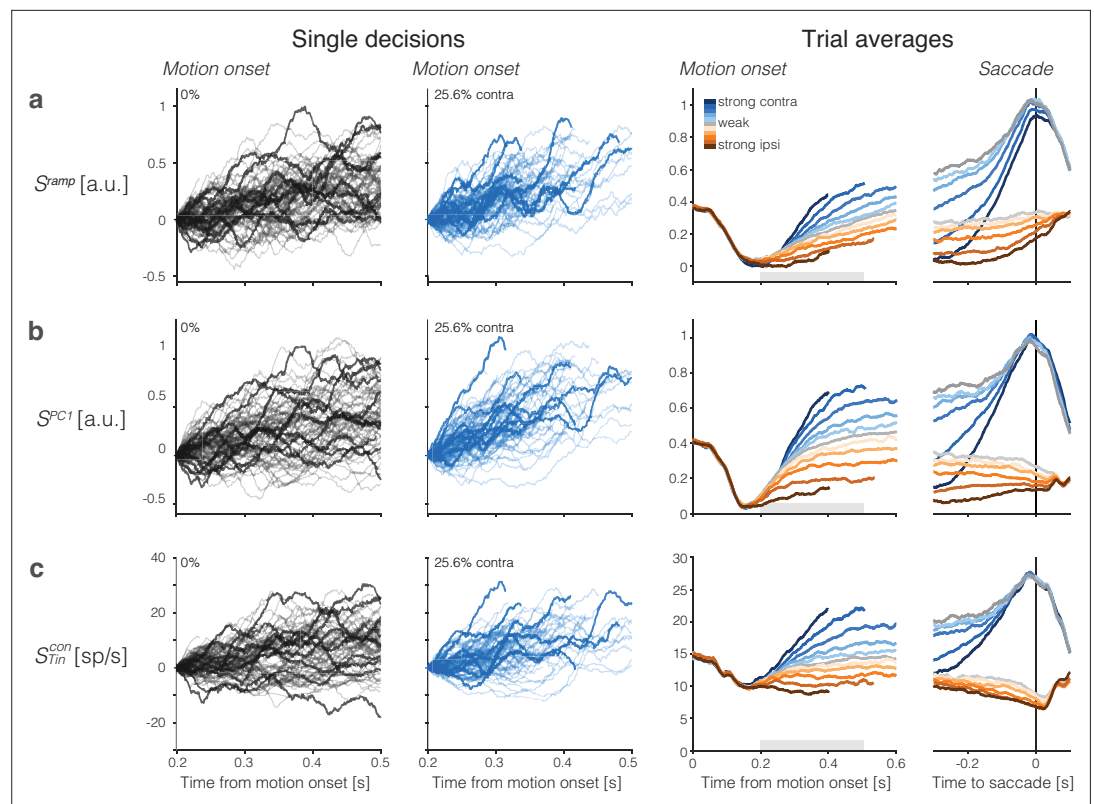 Single decisions
Trial averages
Motion onset
Motion onset
Motion onset
Saccade
a
S^ramp [a.u.]
0%
25.6% contra
strong contra
weak
strong ipsi
1
0.5
0
-0.5
1
0.8
0.6
0.4
0.2
0
b
S^PC1 [a.u.]
0%
25.6% contra
1
0.5
0
-0.5
1
0.8
0.6
0.4
0.2
0
c
S^con_Tin [sp/s]
0%
25.6% contra
40
20
0
-20
30
25
20
15
10
5
0
0.2 0.3 0.4 0.5
0.2 0.3 0.4 0.5
0 0.2 0.4 0.6
-0.2 0
Time from motion onset [s]
Time from motion onset [s]
Time from motion onset [s]
Time to saccade [s]